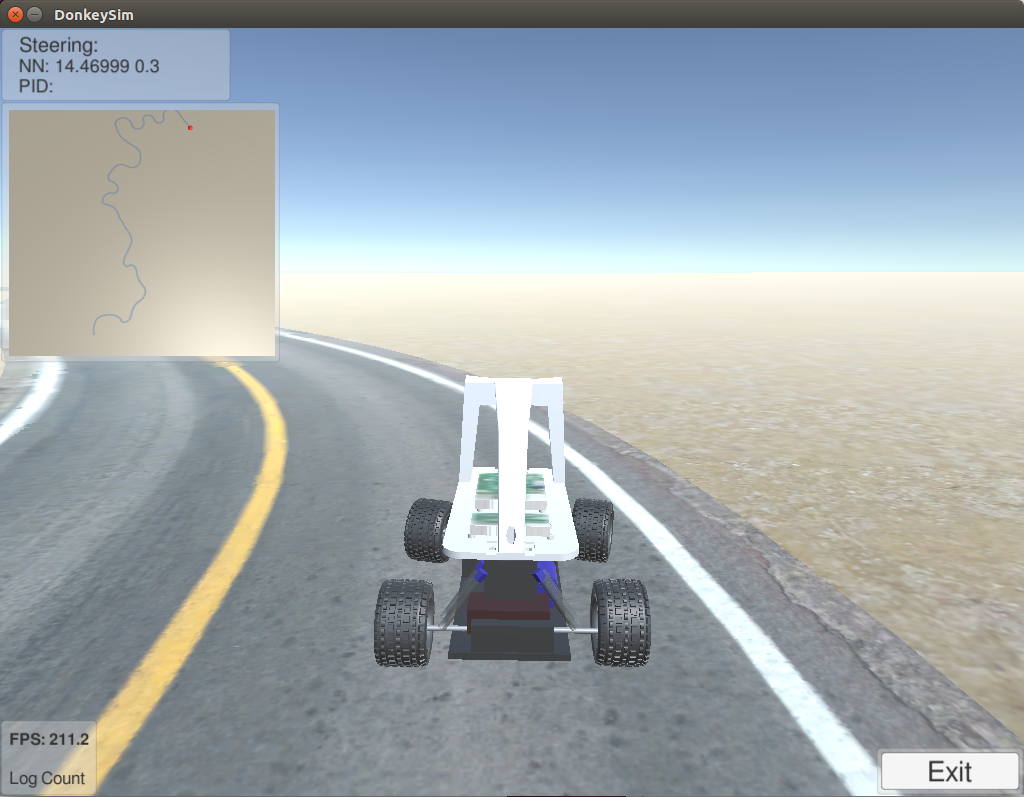 DonkeySim
Steering:
NN: 14.46999 0.3
PID:
FPS: 211.2
Log Count
Exit